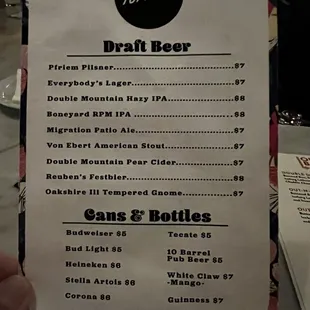 Draft Beer
Pfriem Pilsner $7
Everybody's Lager $7
Double Mountain Hazy IPA $8
Boneyard RPM IPA $8
Migration Patio Ale $7
Von Ebert American Stout $7
Double Mountain Pear Cider $7
Reuben's Festbier $8
Oakshire Ill Tempered Gnome $7
Cans & Bottles
Budweiser $5
Bud Light $5
Heineken $6
Stella Artois $6
Corona $6
Tecate $5
10 Barrel
Pub Beer $5
White Claw $7
-Mango-
Guinness $7